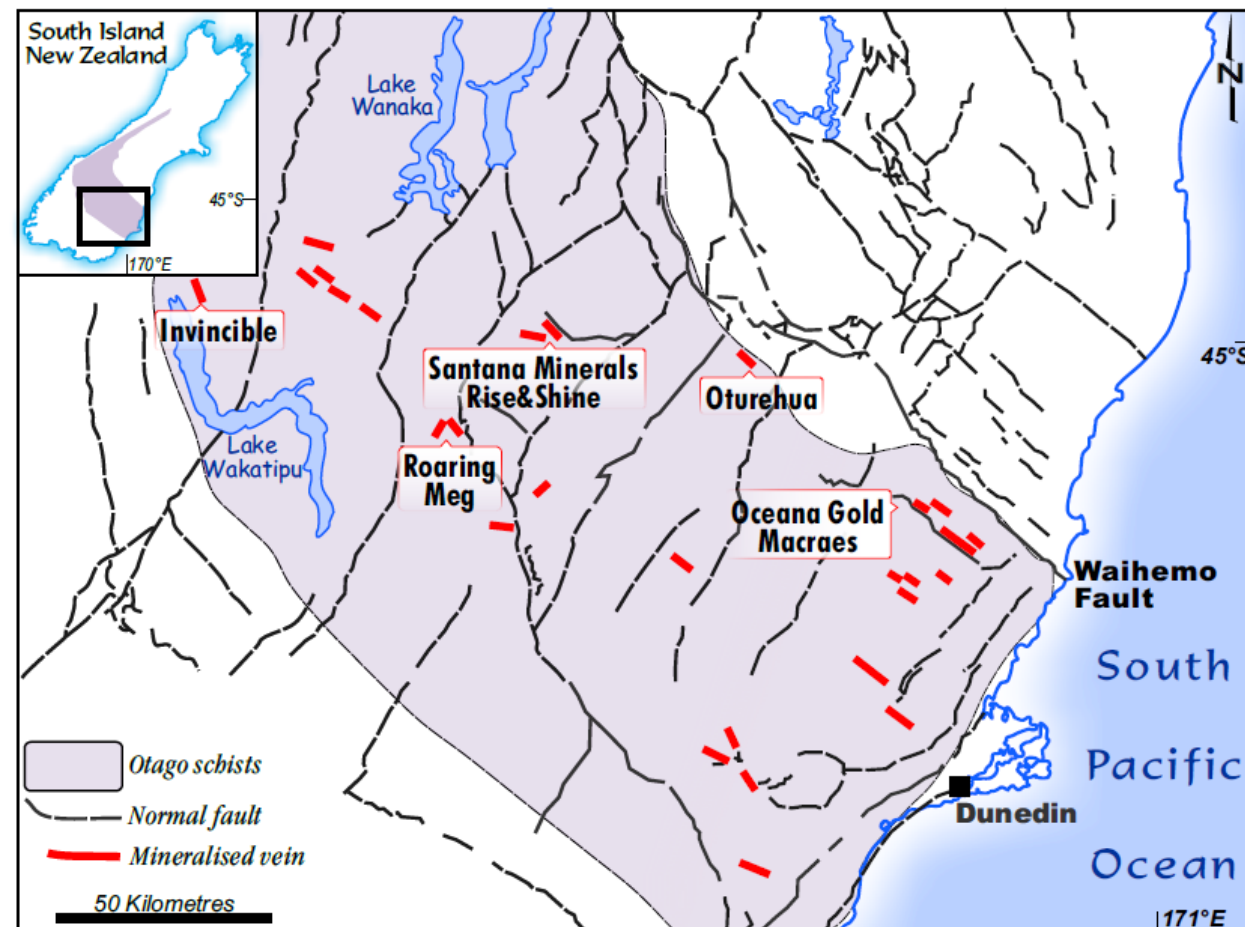 South Island
New Zealand
45°S
170°E
Lake
Wanaka
N
Invincible
Santana Minerals
Rise&Shine
Oturehua
45°S
Lake
Wakatipu
Roaring
Meg
Oceana Gold
Macraes
Waihemo
Fault
South
Pacific
Ocean
Dunedin
Otago schists
Normal fault
Mineralised vein
50 Kilometres
171°E